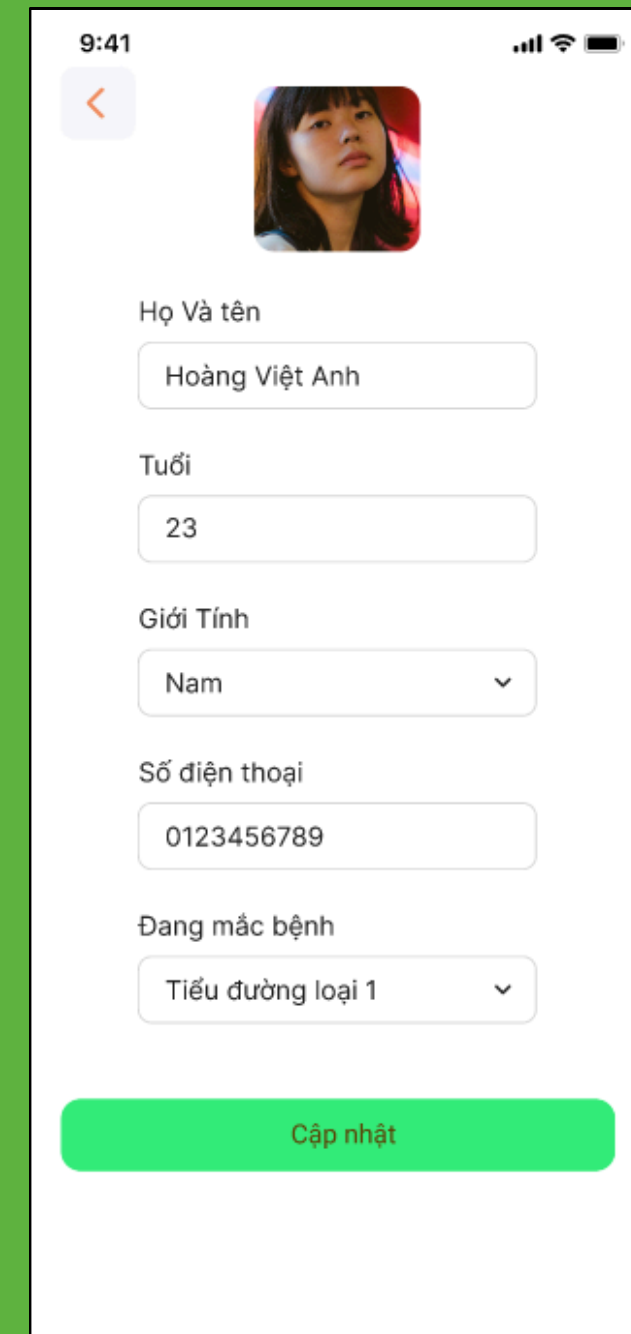 9:41
Họ Và tên
Hoàng Việt Anh
Tuổi
23
Giới Tính
Nam
Số điện thoại
0123456789
Đang mắc bệnh
Tiểu đường loại 1
Cập nhật